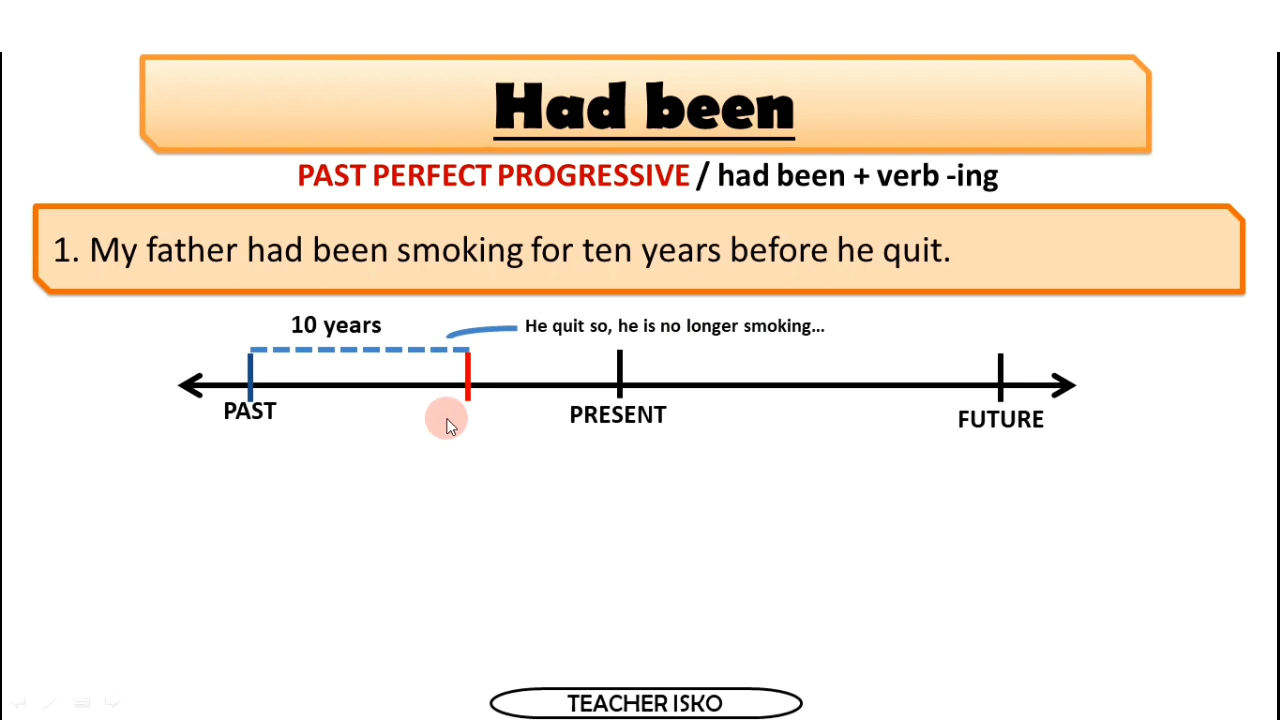 Had been
PAST PERFECT PROGRESSIVE / had been + verb -ing
1. My father had been smoking for ten years before he quit.
10 years
He quit so, he is no longer smoking...
PAST
PRESENT
FUTURE
TEACHER ISKO